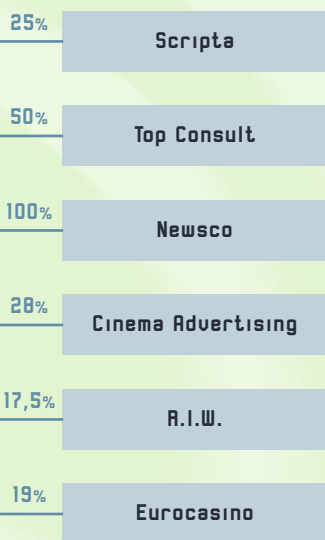 25%
Scripta
50%
Top Consult
100%
Newsco
28%
Cinema Advertising
17,5%
R.I.W.
19%
Eurocasino